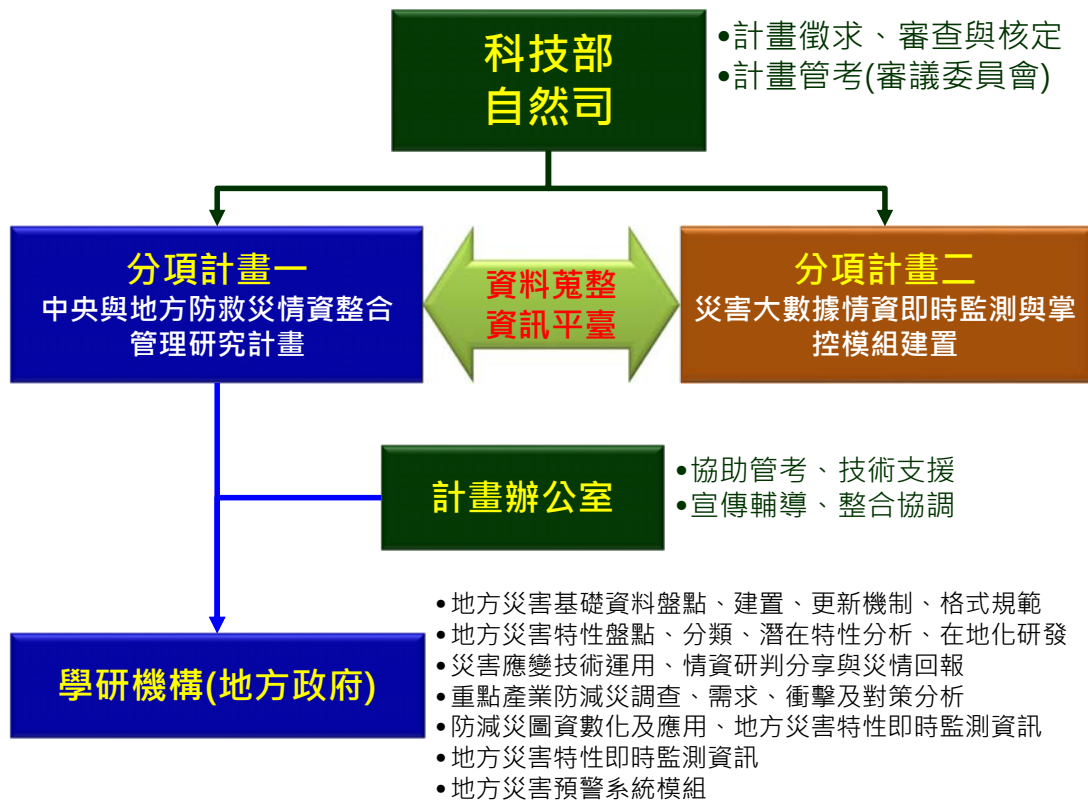 科技部
自然司
•計畫徵求、審查與核定
•計畫管考(審議委員會)
分項計畫一
中央與地方防救災情資整合
管理研究計畫
資料蒐整
資訊平臺
分項計畫二
災害大數據情資即時監測與掌
控模組建置
計畫辦公室
•協助管考、技術支援
•宣傳輔導、整合協調
學研機構(地方政府)
•地方災害基礎資料盤點、建置、更新機制、格式規範
•地方災害特性盤點、分類、潛在特性分析、在地化研發
•災害應變技術運用、情資研判分享與災情回報
•重點產業防減災調查、需求、衝擊及對策分析
•防減災圖資數化及應用、地方災害特性即時監測資訊
•地方災害特性即時監測資訊
•地方災害預警系統模組